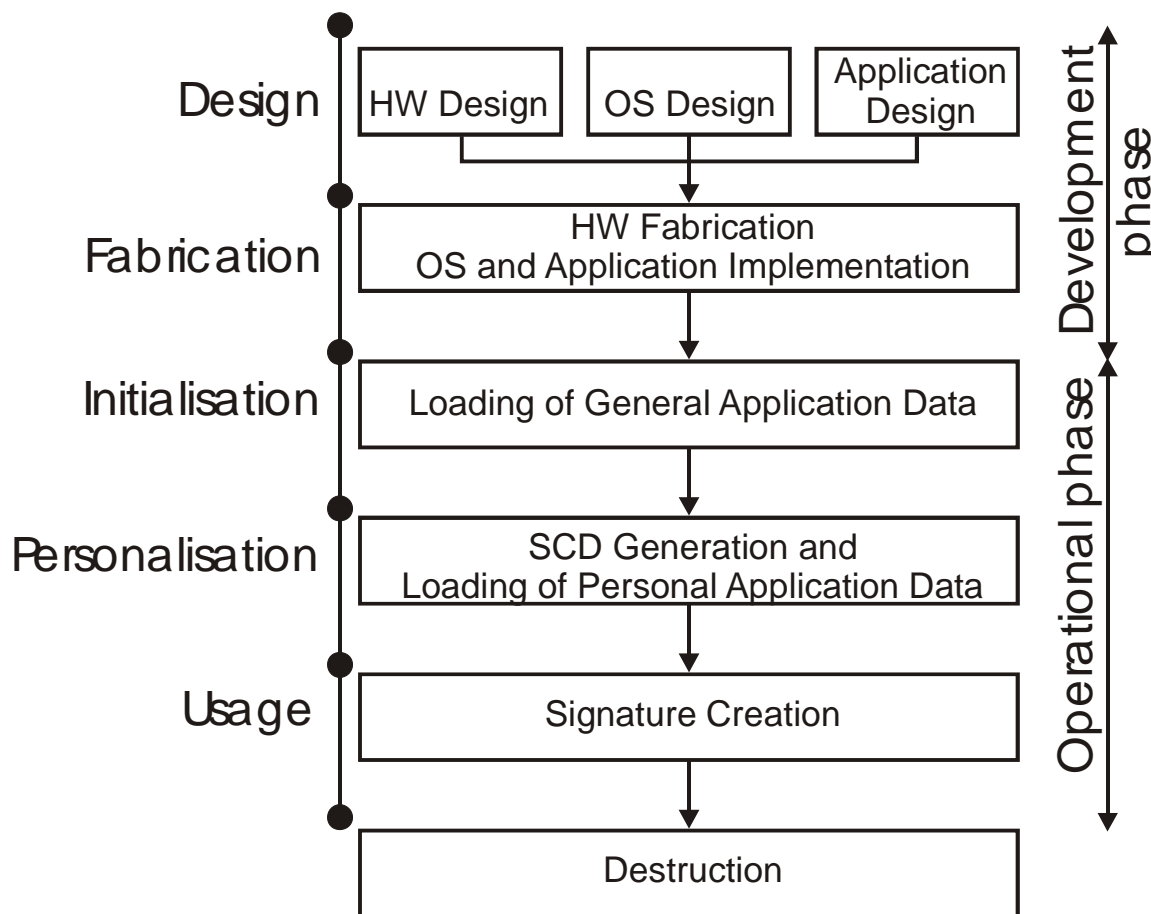 Design
HW Design
OS Design
Application
Design
Fabrication
HW Fabrication
OS and Application Implementation
Initialisation
Loading of General Application Data
Personalisation
SCD Generation and
Loading of Personal Application Data
Usage
Signature Creation
Destruction
Development
phase
Operational phase